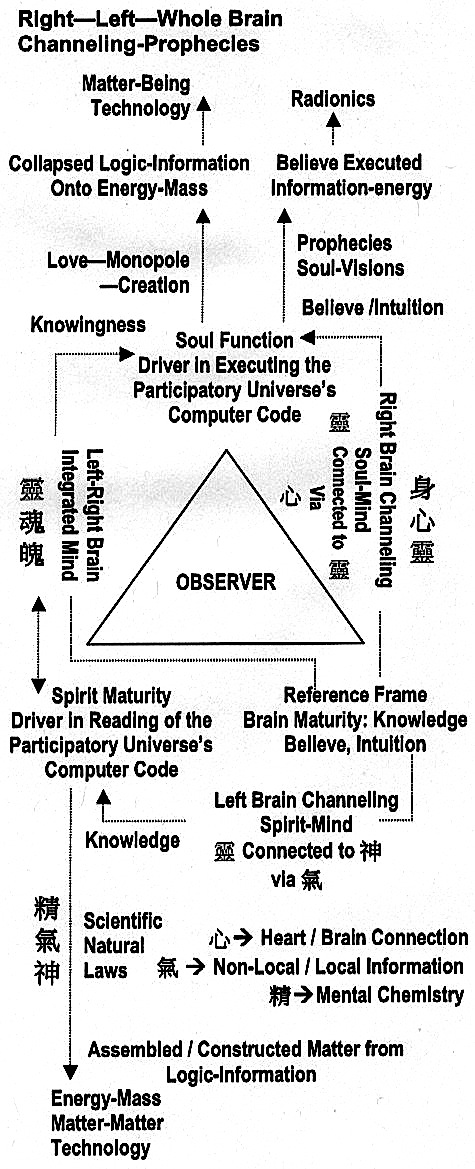 Right—Left—Whole Brain
Channeling-Prophecies
Matter-Being
Technology
Radionics
Collapsed Logic-Information
Onto Energy-Mass
Believe Executed
Information-energy
Love—Monopole
—Creation
Prophecies
Soul-Visions
Believe /Intuition
Knowingness
Soul Function
Driver in Executing the
Participatory Universe's
Computer Code
靈魂魄
Left-Right Brain
Integrated Mind
OBSERVER
Right Brain Channeling
Soul-Mind
Connected to
Via
靈
心
靈
身心靈
Spirit Maturity
Driver in Reading of the
Participatory Universe's
Computer Code
Reference Frame
Brain Maturity: Knowledge
Believe, Intuition
Left Brain Channeling
Spirit-Mind
靈 Connected to 神
via 氣
Knowledge
精氣神
Scientific
Natural
Laws
心 → Heart / Brain Connection
氣 → Non-Local / Local Information
精 → Mental Chemistry
Assembled / Constructed Matter from
Logic-Information
Energy-Mass
Matter-Matter
Technology